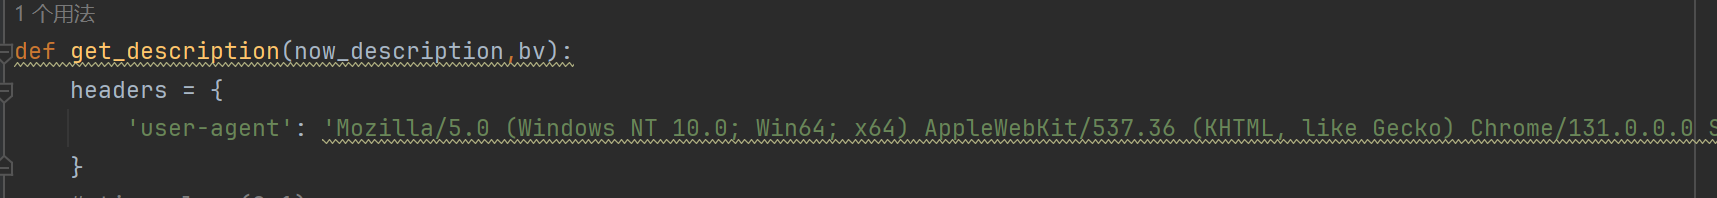 1 个用法
def get_description(now_description,bv):
headers = {
'user-agent': 'Mozilla/5.0 (Windows NT 10.0; Win64; x64) AppleWebKit/537.36 (KHTML, like Gecko) Chrome/131.0.0.0 S
}